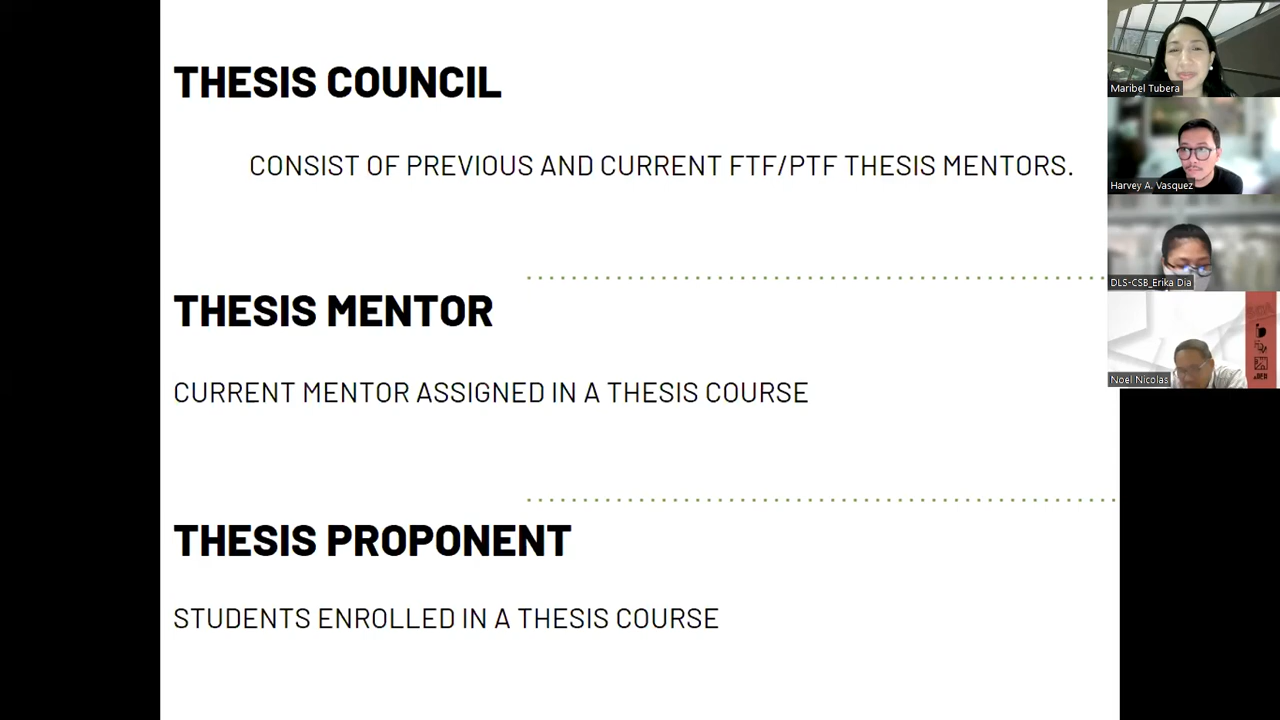 THESIS COUNCIL
CONSIST OF PREVIOUS AND CURRENT FTF/PTF THESIS MENTORS.
THESIS MENTOR
CURRENT MENTOR ASSIGNED IN A THESIS COURSE
THESIS PROPONENT
STUDENTS ENROLLED IN A THESIS COURSE
Maribel Tubera
Harvey A. Vasquez
DLS-CSB_Erika Dia
Noel Nicolas